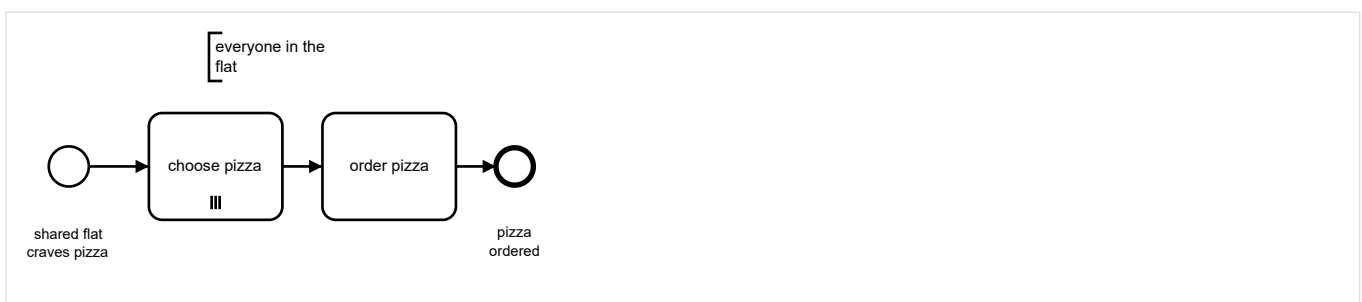 everyone in the
flat
choose pizza
order pizza
shared flat
craves pizza
pizza
ordered